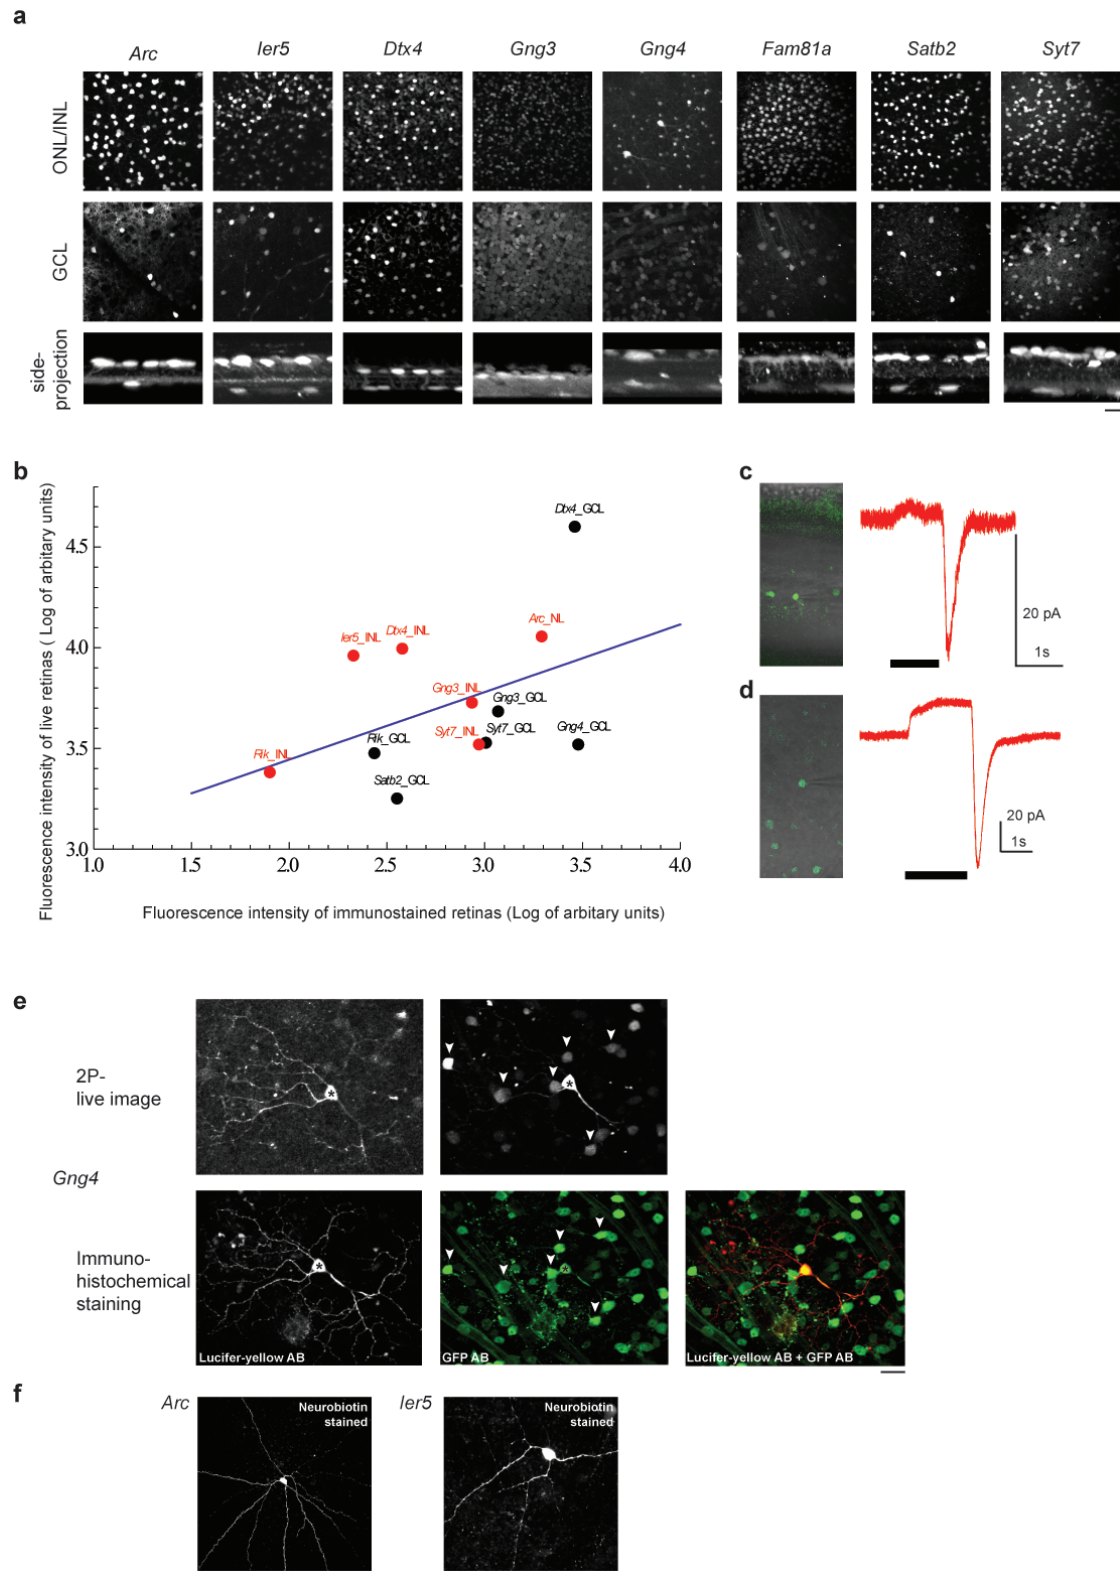 a
Arc Ier5 Dtx4 Gng3 Gng4 Fam81a Satb2 Syt7
ONL/INL
GCL
side-
projection
b
Fluorescence intensity of live retinas ( Log of arbitary units)
4.5
4.0
3.5
3.0
1.0 1.5 2.0 2.5 3.0 3.5 4.0
Dtx4_GCL
Arc_NL
Ier5_INL
Dtx4_INL
Gng3_INL
Gng3_GCL
Rik_GCL
Syt7_INL
Syt7_GCL
Gng4_GCL
Rik_INL
Satb2_GCL
Fluorescence intensity of immunostained retinas (Log of arbitary units)
c
20 pA
1s
d
20 pA
1s
e
2P-
live image
*
*
Gng4
Immuno-
histochemical
staining
*
Lucifer-yellow AB
*
GFP AB
Lucifer-yellow AB + GFP AB
f
Arc
Neurobiotin
stained
Ier5
Neurobiotin
stained